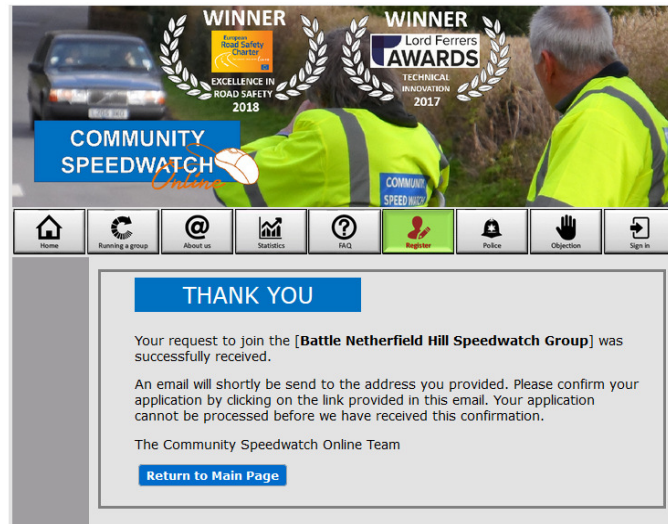 WINNER
European
Road Safety
Charter
EXCELLENCE IN
ROAD SAFETY
2018
WINNER
Lord Ferrers
AWARDS
TECHNICAL
INNOVATION
2017
COMMUNITY
SPEEDWATCH
Online
COMMUNITY
SPEED WATCH
Home
Running a group
About us
Statistics
FAQ
Register
Police
Objection
Sign in
THANK YOU
Your request to join the [Battle Netherfield Hill Speedwatch Group] was
successfully received.
An email will shortly be send to the address you provided. Please confirm your
application by clicking on the link provided in this email. Your application
cannot be processed before we have received this confirmation.
The Community Speedwatch Online Team
Return to Main Page